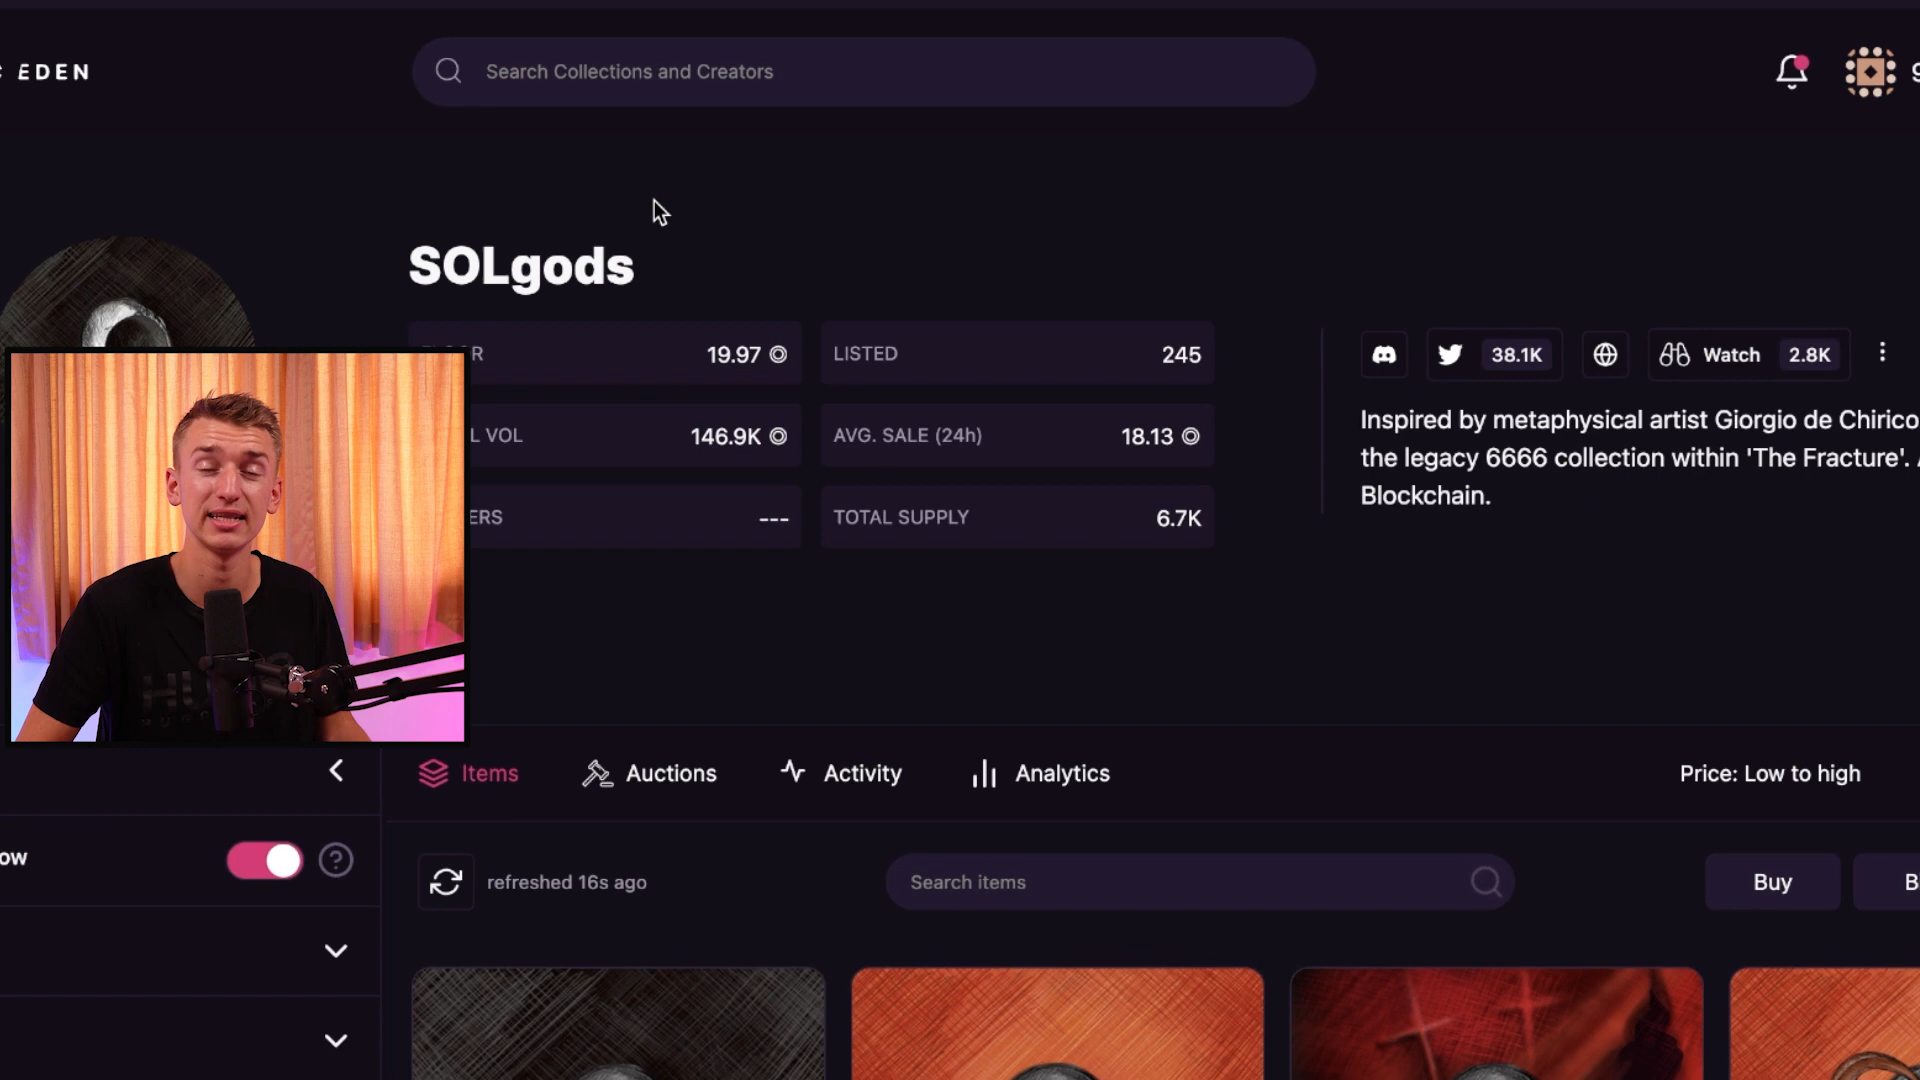 EDEN
Search Collections and Creators
SOLgods
19.97
LISTED 245
VOL 146.9K
AVG. SALE (24h) 18.13
---
TOTAL SUPPLY 6.7K
38.1K
Watch 2.8K
Inspired by metaphysical artist Giorgio de Chirico
the legacy 6666 collection within 'The Fracture'.
Blockchain.
Items
Auctions
Activity
Analytics
Price: Low to high
refreshed 16s ago
Search items
Buy